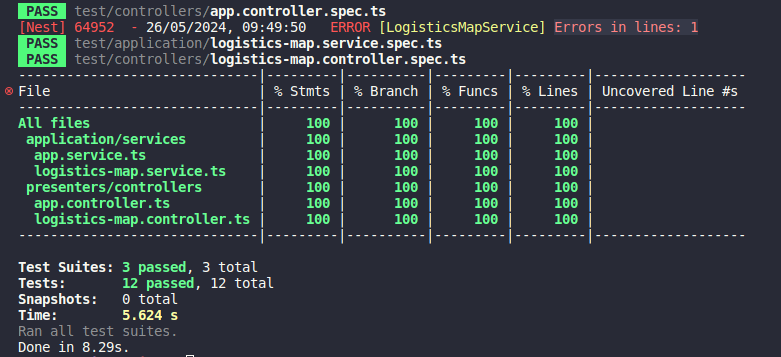 PASS test/controllers/app.controller.spec.ts
[Nest] 64952  - 26/05/2024, 09:49:50   ERROR [LogisticsMapService] Errors in lines: 1
PASS test/application/logistics-map.service.spec.ts
PASS test/controllers/logistics-map.controller.spec.ts
------------------------------|---------|----------|---------|---------|-------------------
File                          | % Stmts | % Branch | % Funcs | % Lines | Uncovered Line #s
------------------------------|---------|----------|---------|---------|-------------------
All files                     |     100 |      100 |     100 |     100 |
 application/services         |     100 |      100 |     100 |     100 |
  app.service.ts              |     100 |      100 |     100 |     100 |
  logistics-map.service.ts    |     100 |      100 |     100 |     100 |
 presenters/controllers       |     100 |      100 |     100 |     100 |
  app.controller.ts           |     100 |      100 |     100 |     100 |
  logistics-map.controller.ts |     100 |      100 |     100 |     100 |
------------------------------|---------|----------|---------|---------|-------------------
Test Suites: 3 passed, 3 total
Tests:       12 passed, 12 total
Snapshots:   0 total
Time:        5.624 s
Ran all test suites.
Done in 8.29s.